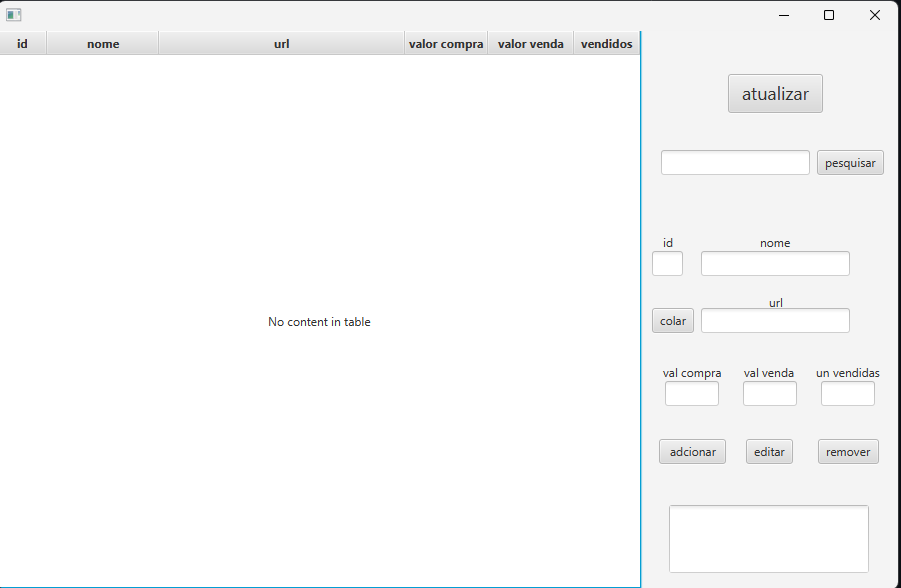 id nome url valor compra valor venda vendidos
atualizar
pesquisar
id nome
url
colar
No content in table
val compra val venda un vendidas
adcionar editar remover